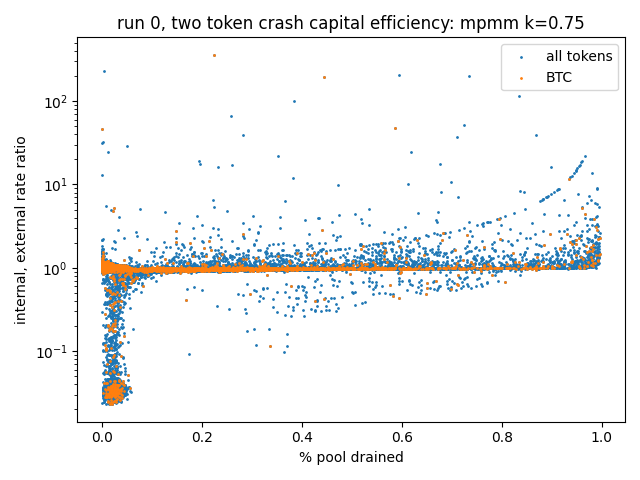 run 0, two token crash capital efficiency: mpmm k=0.75
all tokens
BTC
internal, external rate ratio
10²
10¹
10⁰
10⁻¹
0.0 0.2 0.4 0.6 0.8 1.0
% pool drained